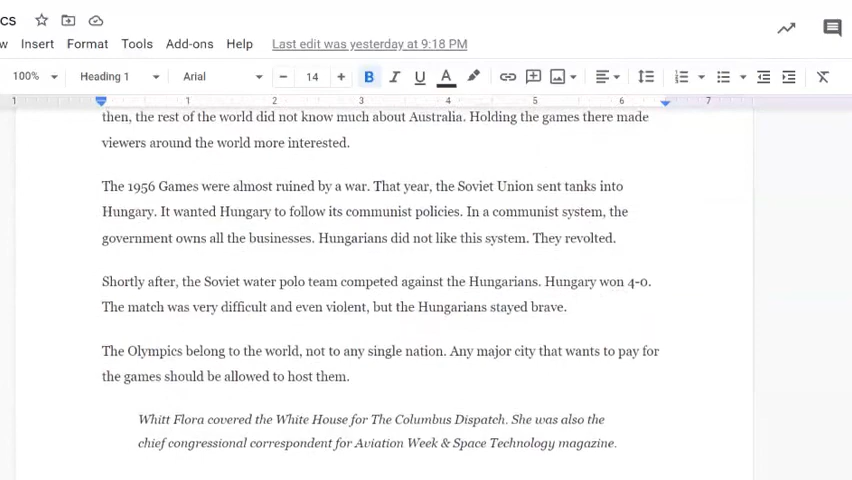 CS
w Insert Format Tools Add-ons Help Last edit was yesterday at 9:18 PM
100% Heading 1 Arial − 14 + B I U A
1 1 2 3 4 5 6 7
then, the rest of the world did not know much about Australia. Holding the games there made
viewers around the world more interested.
The 1956 Games were almost ruined by a war. That year, the Soviet Union sent tanks into
Hungary. It wanted Hungary to follow its communist policies. In a communist system, the
government owns all the businesses. Hungarians did not like this system. They revolted.
Shortly after, the Soviet water polo team competed against the Hungarians. Hungary won 4-0.
The match was very difficult and even violent, but the Hungarians stayed brave.
The Olympics belong to the world, not to any single nation. Any major city that wants to pay for
the games should be allowed to host them.
Whitt Flora covered the White House for The Columbus Dispatch. She was also the
chief congressional correspondent for Aviation Week & Space Technology magazine.